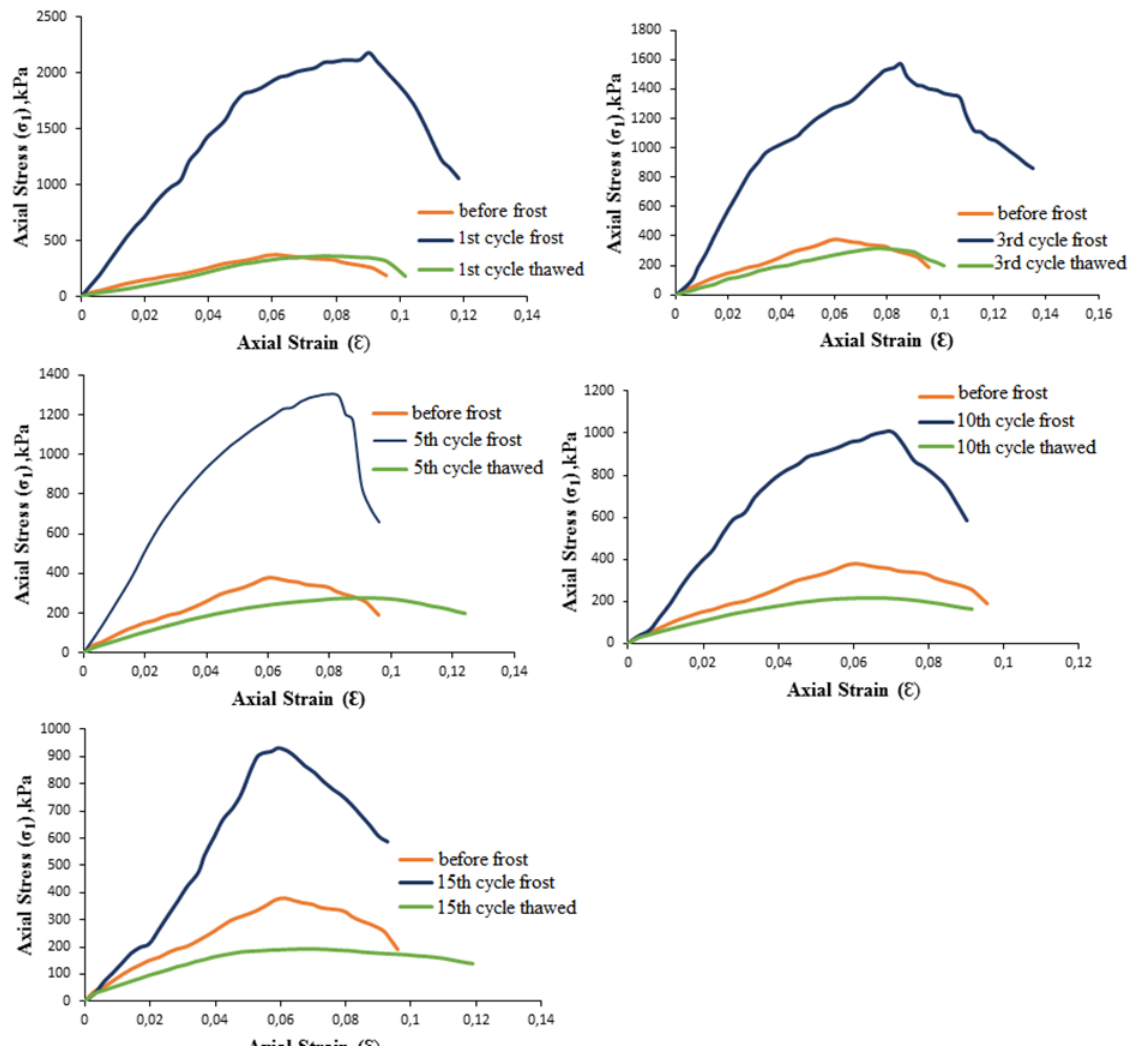 2500
2000
1500
1000
500
0
Axial Stress (σ1),kPa
before frost
1st cycle frost
1st cycle thawed
0 0,02 0,04 0,06 0,08 0,1 0,12 0,14
Axial Strain (Ɛ)
1800
1600
1400
1200
1000
800
600
400
200
0
Axial Stress (σ1),kPa
before frost
3rd cycle frost
3rd cycle thawed
0 0,02 0,04 0,06 0,08 0,1 0,12 0,14 0,16
Axial Strain (Ɛ)
1400
1200
1000
800
600
400
200
0
Axial Stress (σ1),kPa
before frost
5th cycle frost
5th cycle thawed
0 0,02 0,04 0,06 0,08 0,1 0,12 0,14
Axial Strain (Ɛ)
1200
1000
800
600
400
200
0
Axial Stress (σ1),kPa
before frost
10th cycle frost
10th cycle thawed
0 0,02 0,04 0,06 0,08 0,1 0,12
Axial Strain (Ɛ)
1000
900
800
700
600
500
400
300
200
100
0
Axial Stress (σ1),kPa
before frost
15th cycle frost
15th cycle thawed
0 0,02 0,04 0,06 0,08 0,1 0,12 0,14
Axial Strain (Ɛ)